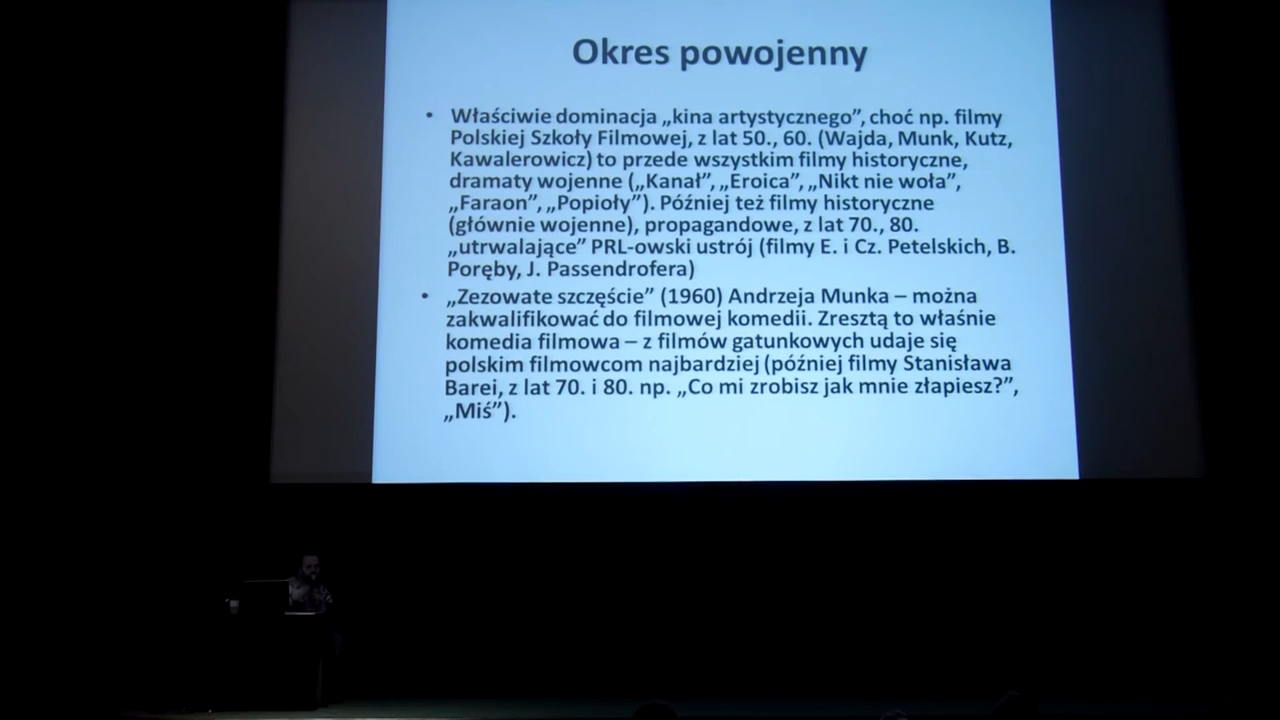 Okres powojenny
• Właściwie dominacja „kina artystycznego”, choć np. filmy
Polskiej Szkoły Filmowej, z lat 50., 60. (Wajda, Munk, Kutz,
Kawalerowicz) to przede wszystkim filmy historyczne,
dramaty wojenne („Kanał”, „Eroica”, „Nikt nie woła”,
„Faraon”, „Popioły”). Później też filmy historyczne
(głównie wojenne), propagandowe, z lat 70., 80.
„utrwalające” PRL-owski ustrój (filmy E. i Cz. Petelskich, B.
Poręby, J. Passendrofera)
• „Zezowate szczęście” (1960) Andrzeja Munka – można
zakwalifikować do filmowej komedii. Zresztą to właśnie
komedia filmowa – z filmów gatunkowych udaje się
polskim filmowcom najbardziej (później filmy Stanisława
Barei, z lat 70. i 80. np. „Co mi zrobisz jak mnie złapiesz?”,
„Miś”).